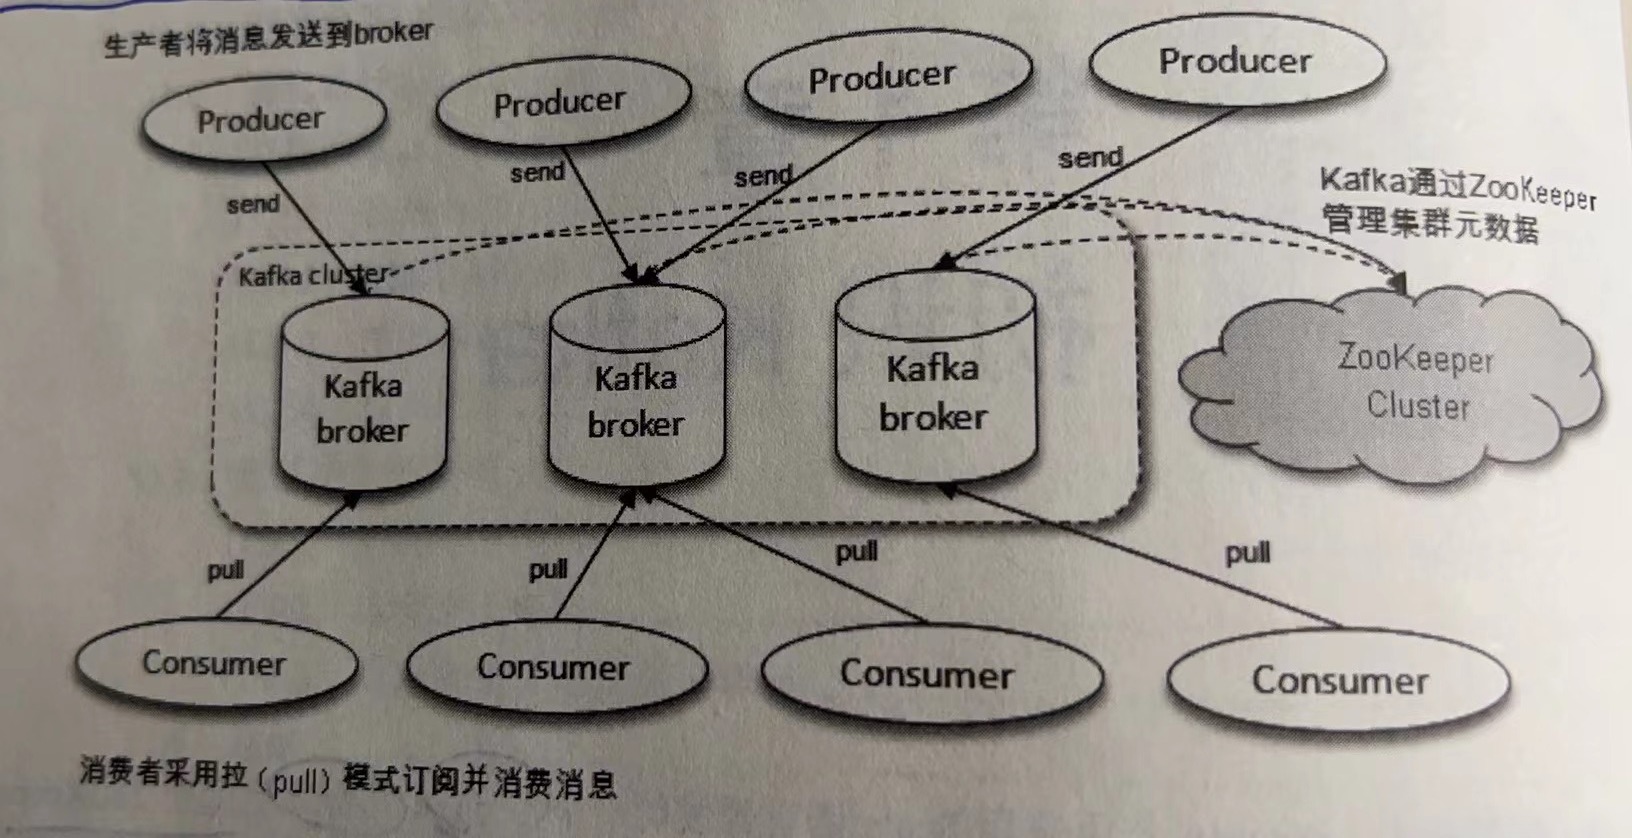 生产者将消息发送到broker
Producer
Producer
Producer
Producer
send
send
send
send
Kafka通过ZooKeeper
管理集群元数据
Kafka cluster
Kafka
broker
Kafka
broker
Kafka
broker
ZooKeeper
Cluster
pull
pull
pull
pull
Consumer
Consumer
Consumer
Consumer
消费者采用拉（pull）模式订阅并消费消息